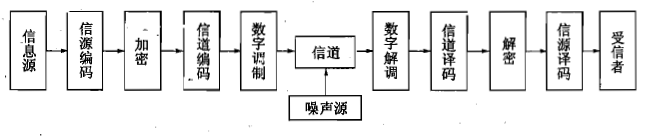 信息源
信源编码
加密
信道编码
数字调制
信道
数字解调
信道译码
解密
信源译码
受信者
噪声源